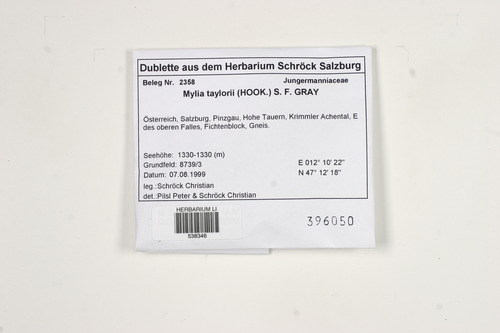 Dublette aus dem Herbarium Schröck Salzburg
Beleg Nr. 2358 Jungermanniaceae
Mylia taylorii (HOOK.) S. F. GRAY
Österreich, Salzburg, Pinzgau, Hohe Tauern, Krimmler Achental, E
des oberen Falles, Fichtenblock, Gneis.
Seehöhe: 1330-1330 (m) E 012° 10' 22"
Grundfeld: 8739/3 N 47° 12' 18"
Datum: 07.08.1999
leg.:Schröck Christian
det.:Pilsl Peter & Schröck Christian
HERBARIUM LI
538346
396050